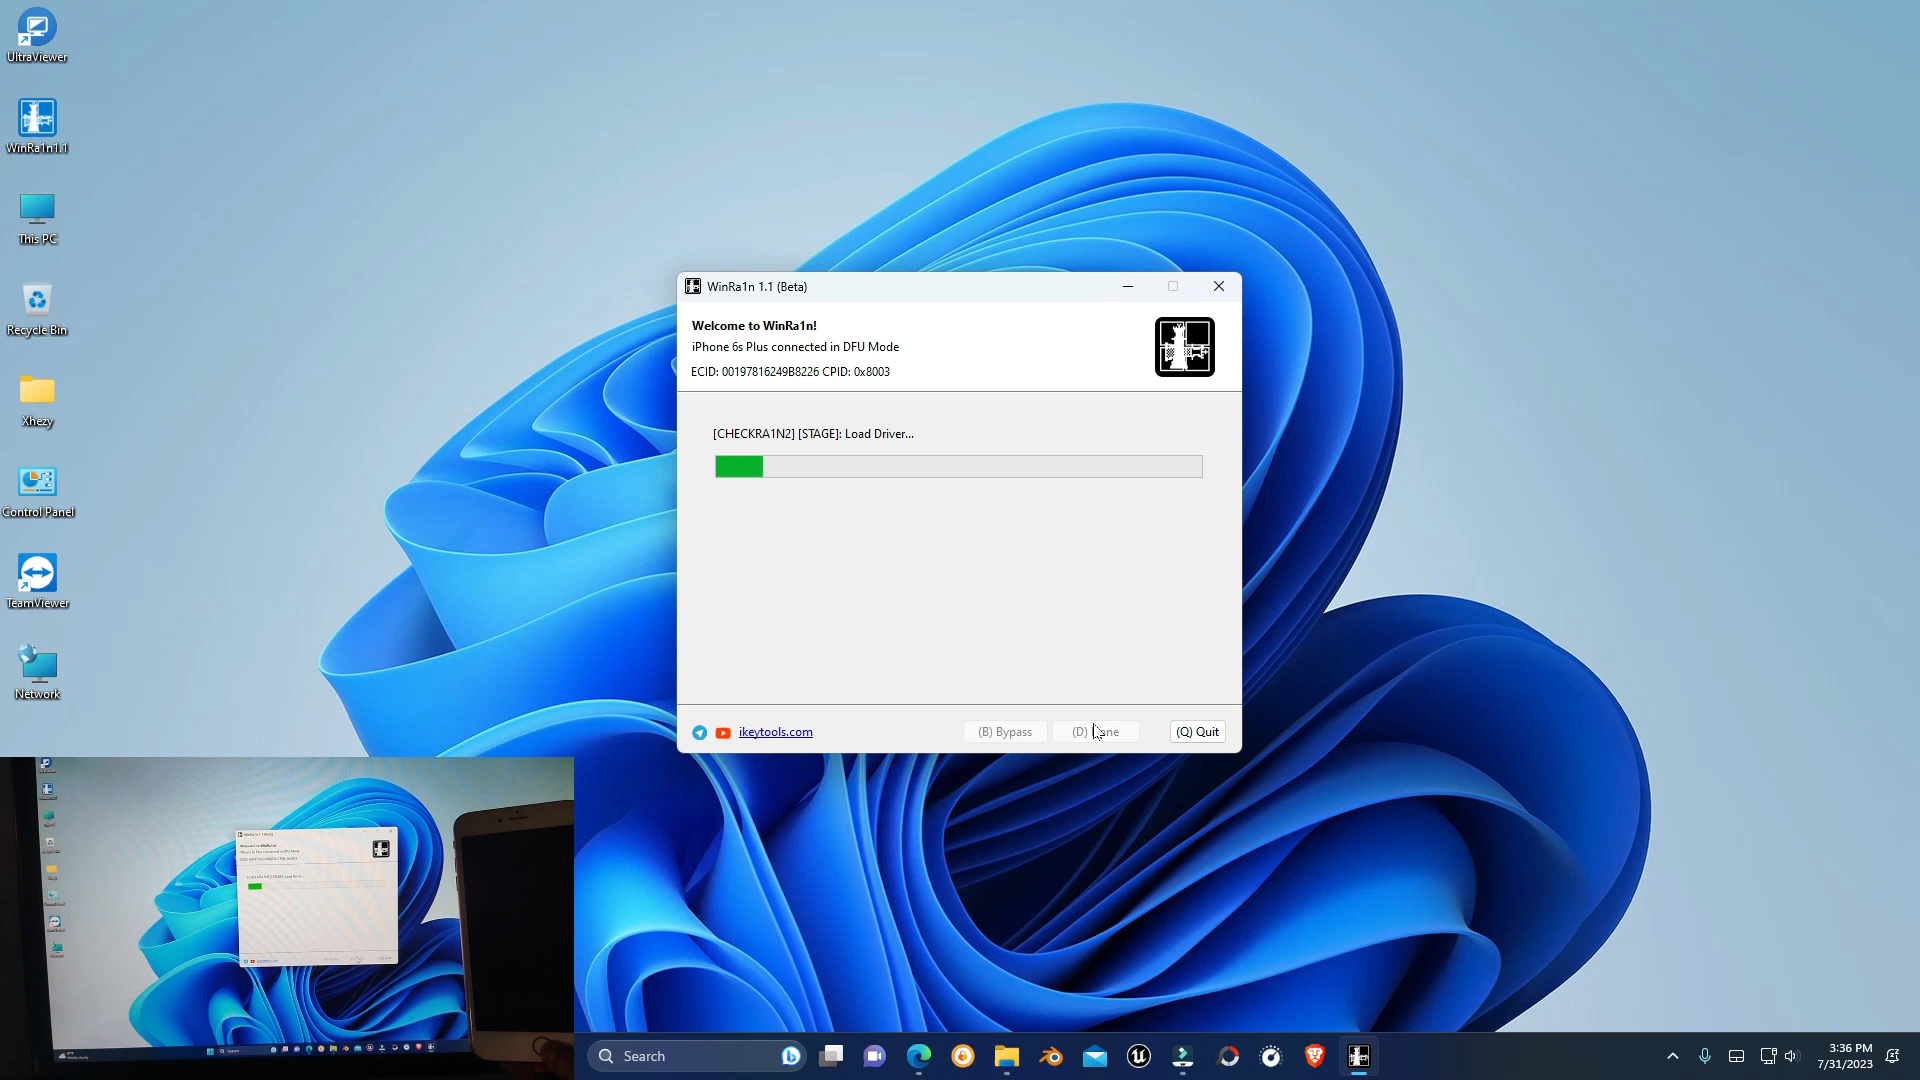 UltraViewer
WinRa1n1.1
This PC
Recycle Bin
Xhezy
Control Panel
TeamViewer
Network
WinRa1n 1.1 (Beta)
Welcome to WinRa1n!
iPhone 6s Plus connected in DFU Mode
ECID: 00197816249B8226 CPID: 0x8003
[CHECKRA1N2] [STAGE]: Load Driver...
ikeytools.com
(B) Bypass
(D)
(Q) Quit
Search
3:36 PM
7/31/2023